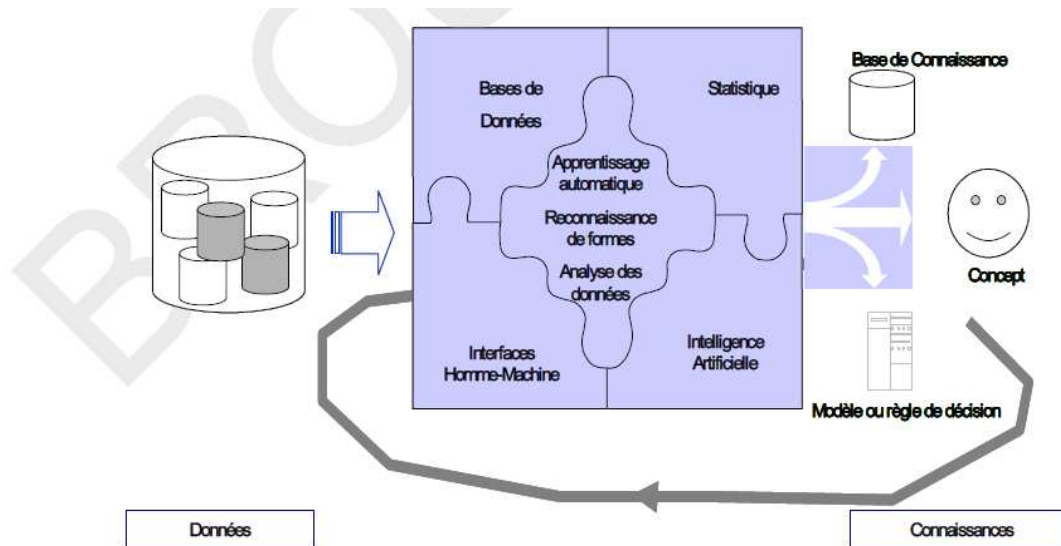 Bases de
Données
Statistique
Base de Connaissance
Apprentissage
automatique
Reconnaissance
de formes
Analyse des
données
Concept
Interfaces
Homme-Machine
Intelligence
Artificielle
Modèle ou règle de décision
Données
Connaissances